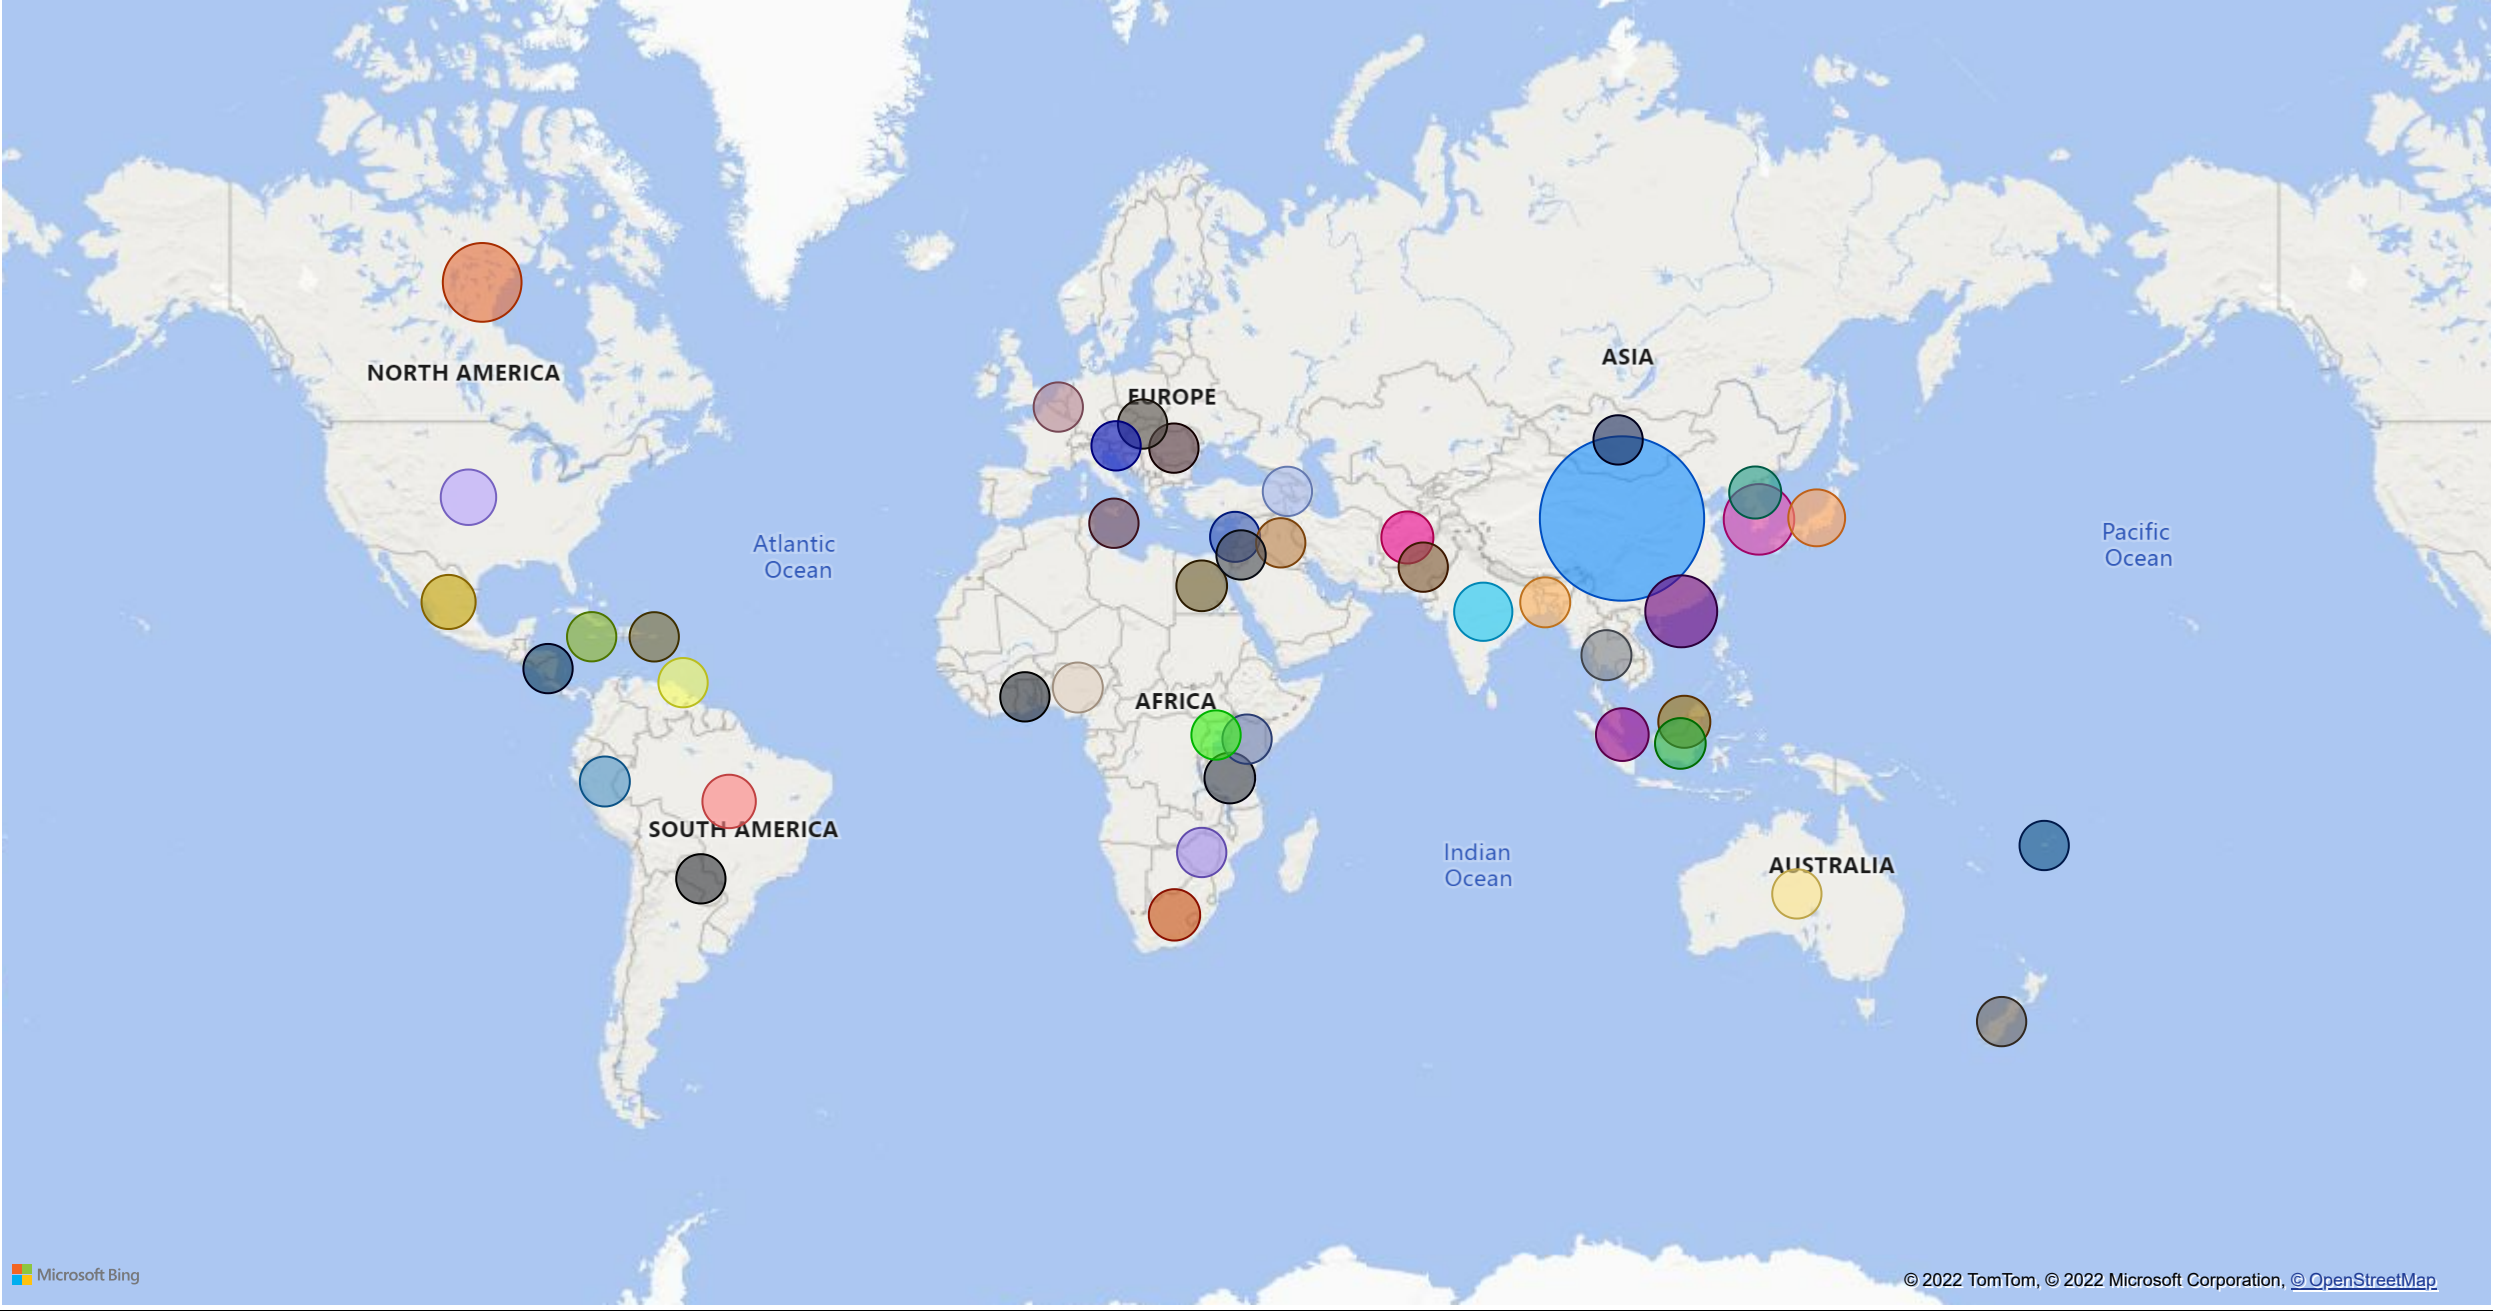 ASIA
NORTH AMERICA
EUROPE
Atlantic
Ocean
Pacific
Ocean
AFRICA
SOUTH AMERICA
Indian
Ocean
AUSTRALIA
Microsoft Bing
© 2022 TomTom, © 2022 Microsoft Corporation, © OpenStreetMap